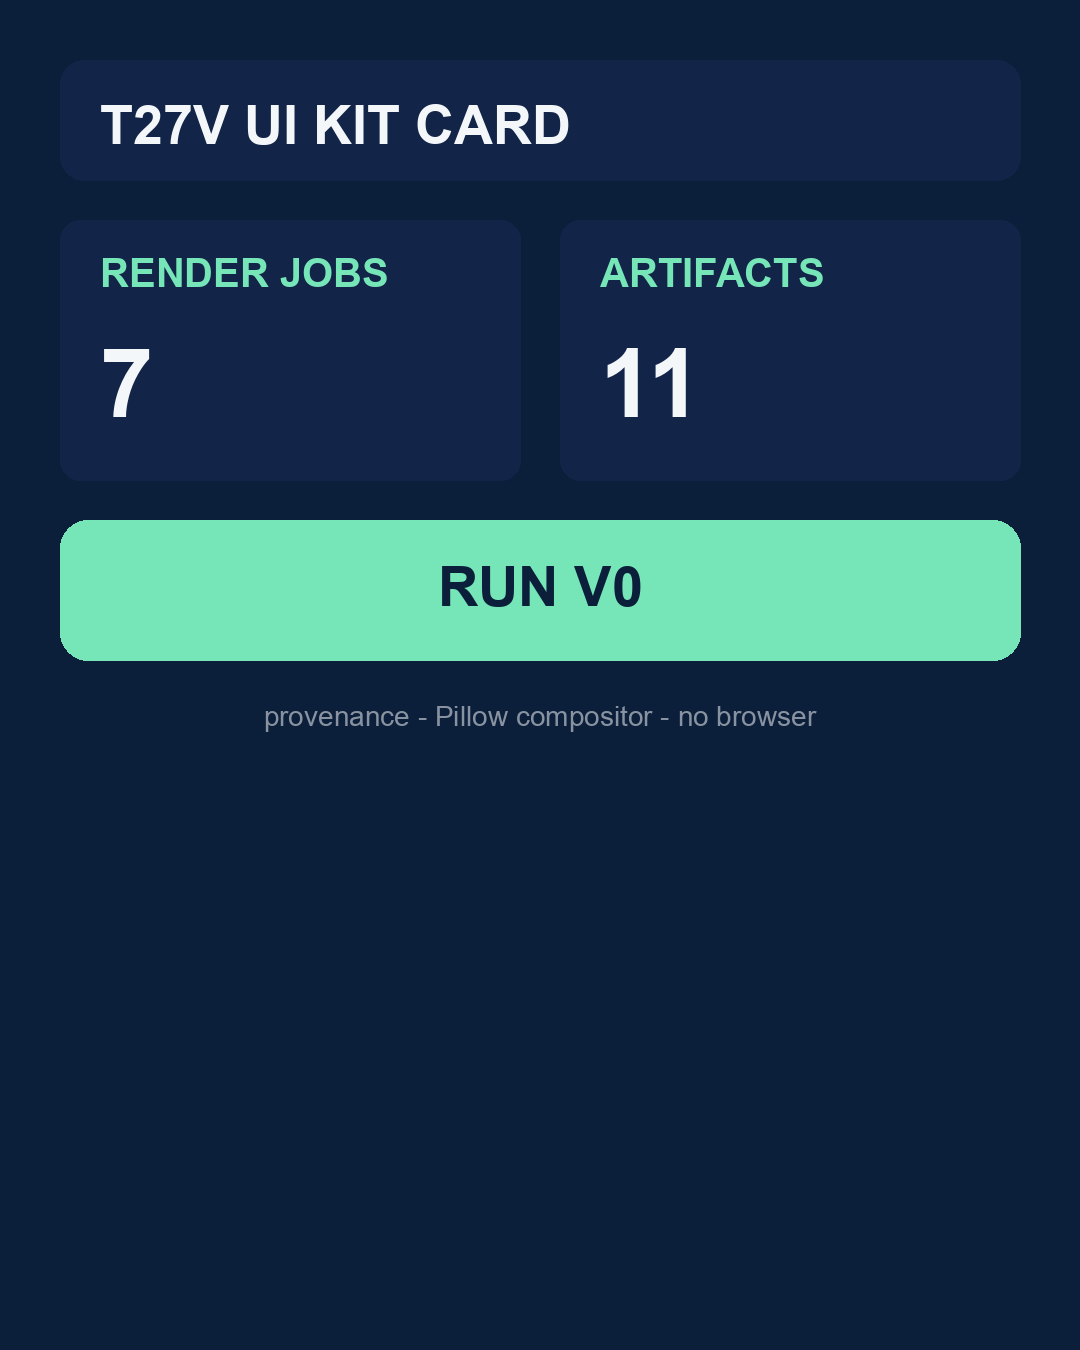 T27V UI KIT CARD
RENDER JOBS
7
ARTIFACTS
11
RUN V0
provenance - Pillow compositor - no browser